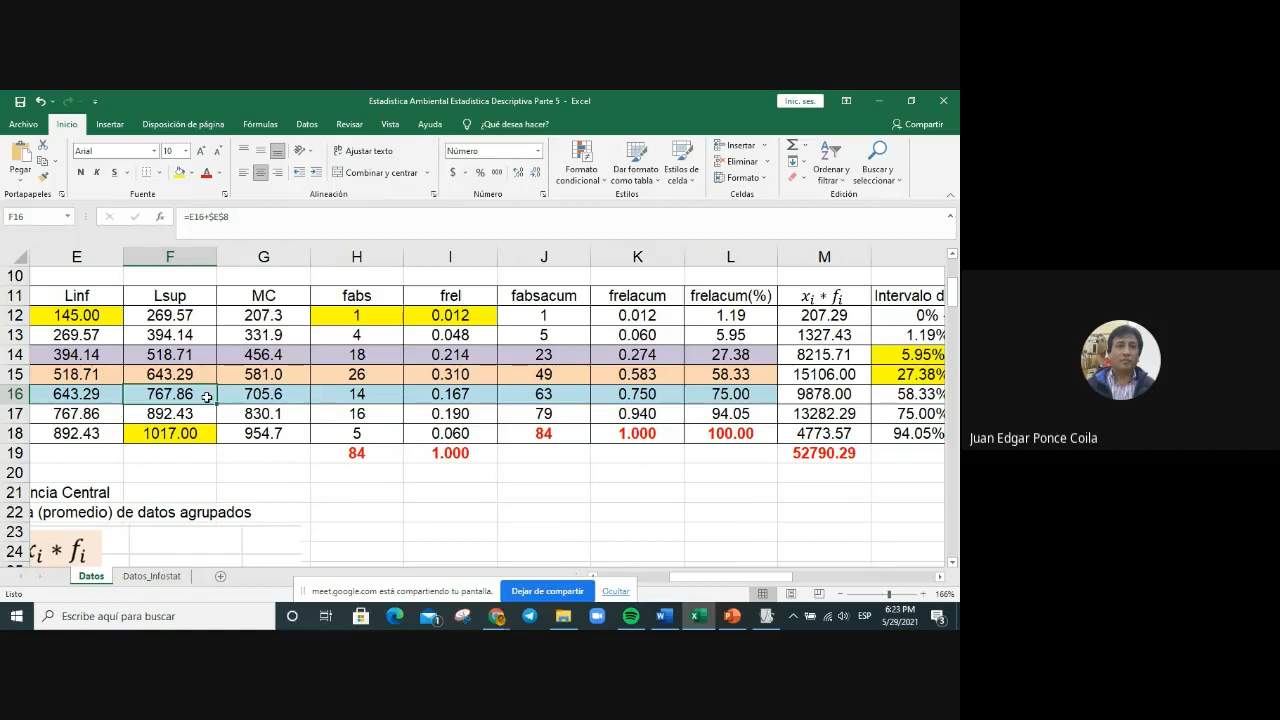 Estadistica Ambiental Estadistica Descriptiva Parte 5 - Excel
Inic. ses.
Archivo Inicio Insertar Disposición de página Fórmulas Datos Revisar Vista Ayuda ¿Qué desea hacer? Compartir
Pegar
Arial 10
N K S
Ajustar texto
Combinar y centrar
Número
$ % 000
Formato condicional
Dar formato como tabla
Estilos de celda
Insertar
Eliminar
Formato
Ordenar y filtrar
Buscar y seleccionar
Portapapeles Fuente Alineación Número Estilos Celdas Edición
F16 fx =E16+$E$8
E F G H I J K L M
10
11 Linf Lsup MC fabs frel fabsacum frelacum frelacum(%) xi * fi Intervalo d
12 145.00 269.57 207.3 1 0.012 1 0.012 1.19 207.29 0% -
13 269.57 394.14 331.9 4 0.048 5 0.060 5.95 1327.43 1.19%
14 394.14 518.71 456.4 18 0.214 23 0.274 27.38 8215.71 5.95%
15 518.71 643.29 581.0 26 0.310 49 0.583 58.33 15106.00 27.38%
16 643.29 767.86 705.6 14 0.167 63 0.750 75.00 9878.00 58.33%
17 767.86 892.43 830.1 16 0.190 79 0.940 94.05 13282.29 75.00%
18 892.43 1017.00 954.7 5 0.060 84 1.000 100.00 4773.57 94.05%
19 84 1.000 52790.29
20
21 ncia Central
22 a (promedio) de datos agrupados
23
24 xi * fi
Datos Datos_Infostat
Listo
meet.google.com está compartiendo tu pantalla. Dejar de compartir Ocultar
166%
Escribe aquí para buscar
ESP
6:23 PM
5/29/2021
3
Juan Edgar Ponce Coila